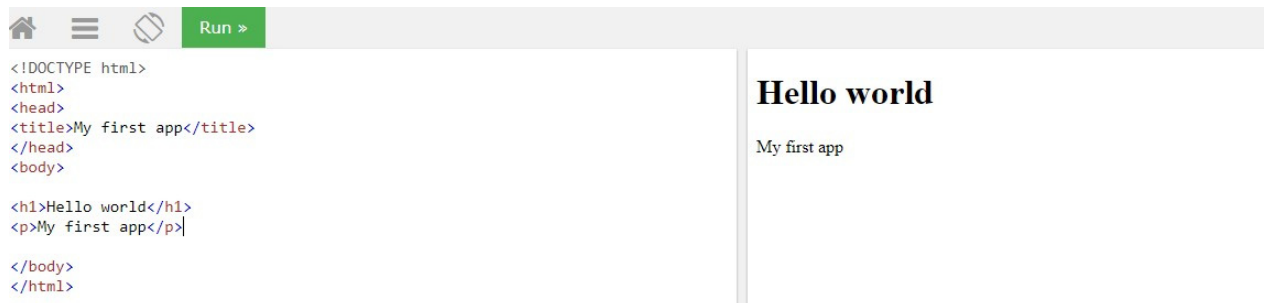 Run »
<!DOCTYPE html>
<html>
<head>
<title>My first app</title>
</head>
<body>
<h1>Hello world</h1>
<p>My first app</p>
</body>
</html>
Hello world
My first app